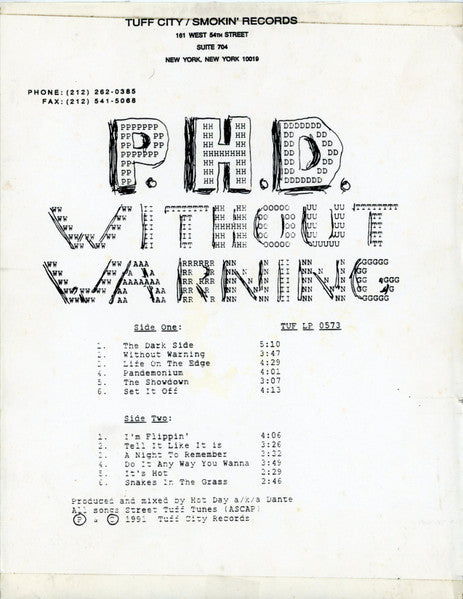 TUFF CITY / SMOKIN' RECORDS
161 WEST 54TH STREET
SUITE 704
NEW YORK, NEW YORK 10019
PHONE: (212) 262-0385
FAX: (212) 541-5066
P.H.D.
WITHOUT
WARNING
Side One: TUF LP 0573
1. The Dark Side 5:10
2. Without Warning 3:47
3. Life On The Edge 4:29
4. Pandemonium 4:01
5. The Showdown 3:07
6. Set It Off 4:13
Side Two:
1. I'm Flippin' 4:06
2. Tell It Like It is 3:26
3. A Night To Remember 3:32
4. Do It Any Way You Wanna 3:49
5. It's Hot 2:29
6. Snakes In The Grass 2:46
Produced and mixed by Hot Day a/k/a Dante
All songs Street Tuff Tunes (ASCAP)
Ⓟ & Ⓒ 1991 Tuff City Records